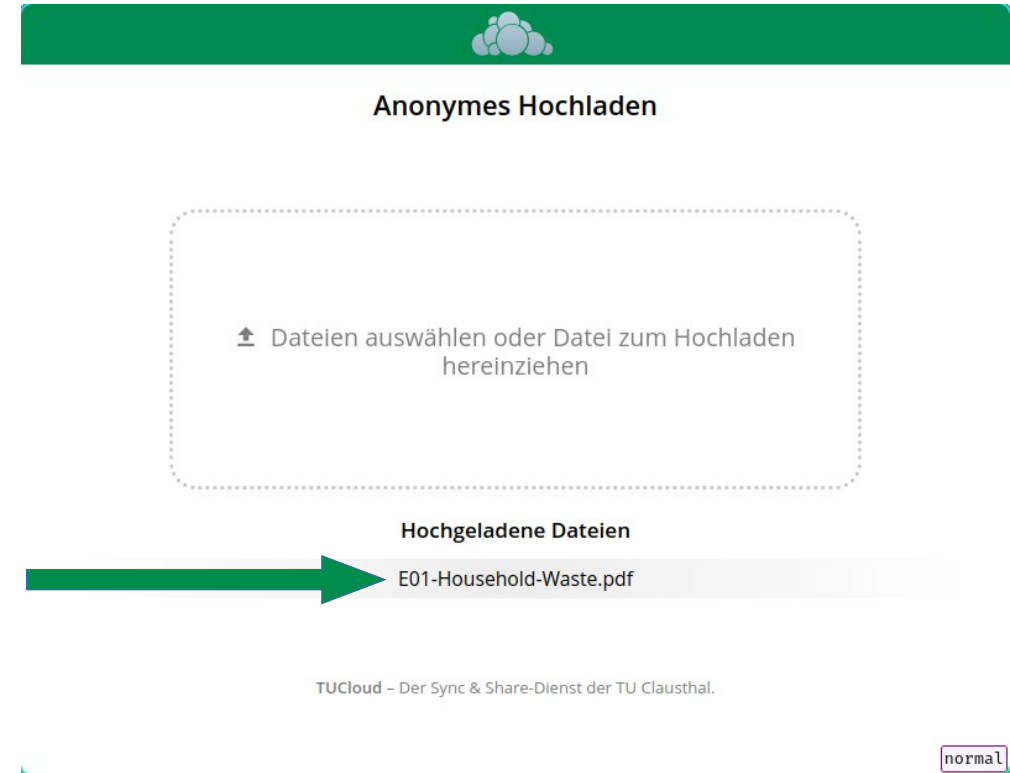 Anonymes Hochladen
Dateien auswählen oder Datei zum Hochladen
hereinziehen
Hochgeladene Dateien
E01-Household-Waste.pdf
TUCloud – Der Sync & Share-Dienst der TU Clausthal.
normal